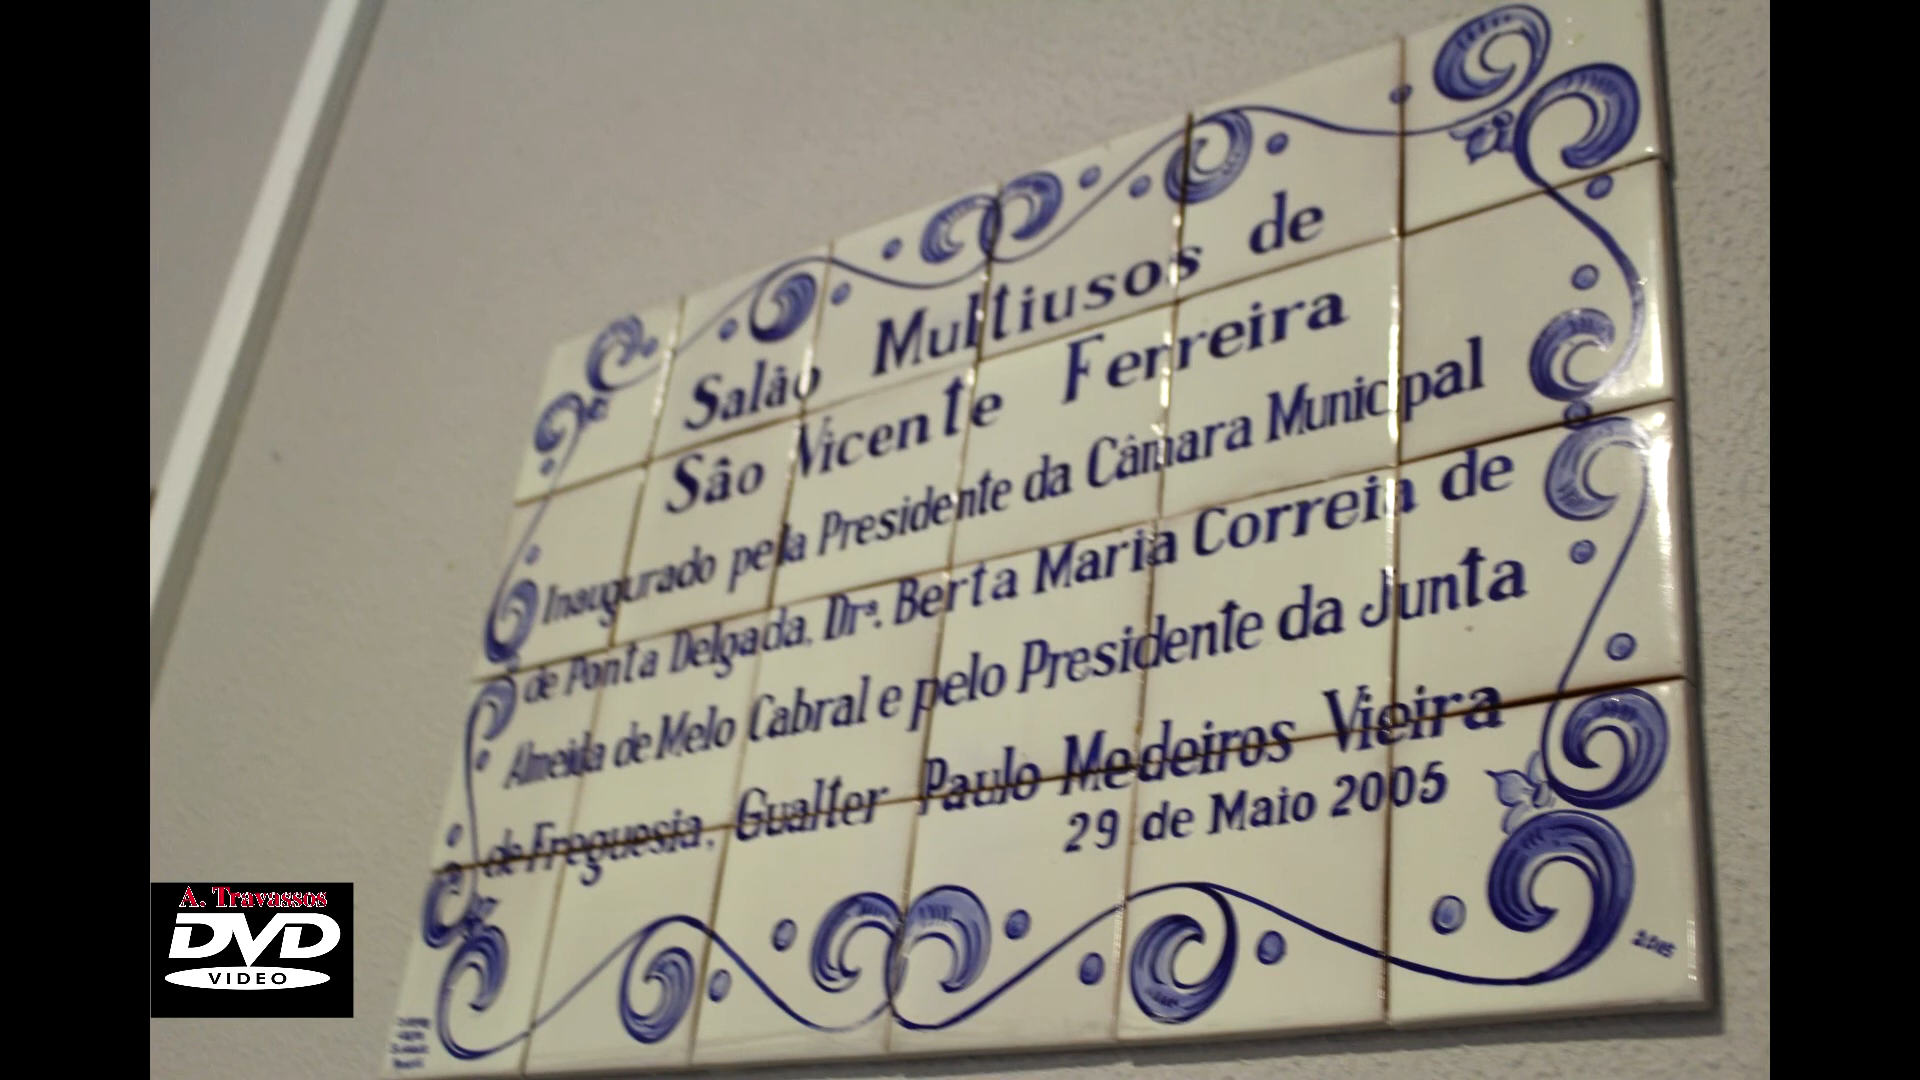 Salão Multiusos de
São Vicente Ferreira
Inaugurado pela Presidente da Câmara Municipal
de Ponta Delgada, Drª. Berta Maria Correia de
Almeida de Melo Cabral e pelo Presidente da Junta
de Freguesia, Gualter Paulo Medeiros Vieira
29 de Maio 2005
2005
A. Travassos
DVD
VIDEO